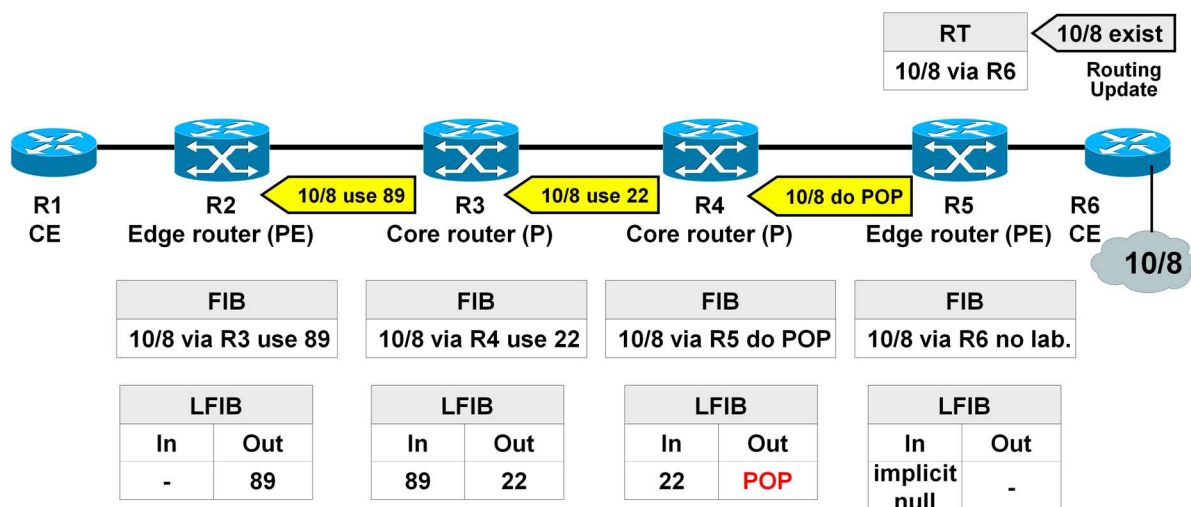 RT
10/8 via R6
10/8 exist
Routing
Update
10/8 use 89
10/8 use 22
10/8 do POP
R1
CE
R2
Edge router (PE)
R3
Core router (P)
R4
Core router (P)
R5
Edge router (PE)
R6
CE
10/8
FIB
10/8 via R3 use 89
FIB
10/8 via R4 use 22
FIB
10/8 via R5 do POP
FIB
10/8 via R6 no lab.
LFIB
In Out
- 89
LFIB
In Out
89 22
LFIB
In Out
22 POP
LFIB
In Out
implicit
null -